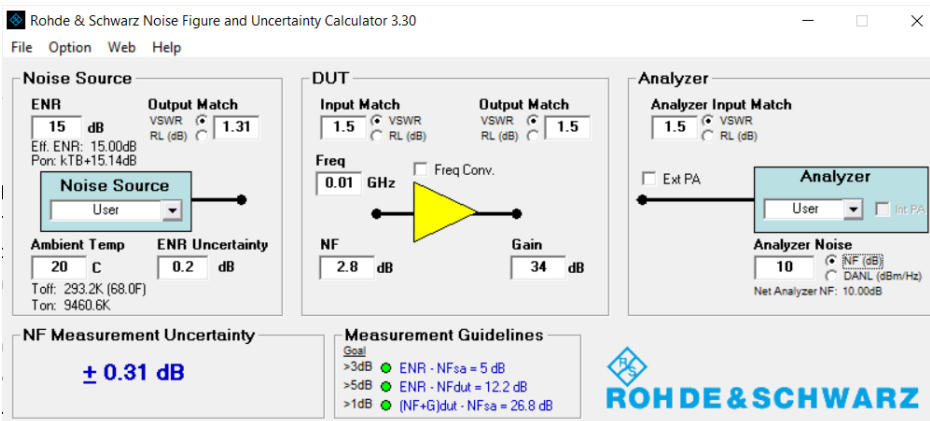 Rohde & Schwarz Noise Figure and Uncertainty Calculator 3.30
File Option Web Help
Noise Source
ENR
15 dB
Eff. ENR: 15.00dB
Pon: kTB+15.14dB
Output Match
VSWR
RL (dB)
1.31
Noise Source
User
Ambient Temp
20 C
Toff: 293.2K (68.0F)
Ton: 9460.6K
ENR Uncertainty
0.2 dB
DUT
Input Match
1.5
VSWR
RL (dB)
Output Match
VSWR
RL (dB)
1.5
Freq
0.01 GHz
Freq Conv.
NF
2.8 dB
Gain
34 dB
Analyzer
Analyzer Input Match
1.5
VSWR
RL (dB)
Ext PA
Analyzer
User
Int PA
Analyzer Noise
10
NF (dB)
DANL (dBm/Hz)
Net Analyzer NF: 10.00dB
NF Measurement Uncertainty
± 0.31 dB
Measurement Guidelines
Goal
>3dB ENR - NFsa = 5 dB
>5dB ENR - NFdut = 12.2 dB
>1dB (NF+G)dut - NFsa = 26.8 dB
RS
ROHDE&SCHWARZ